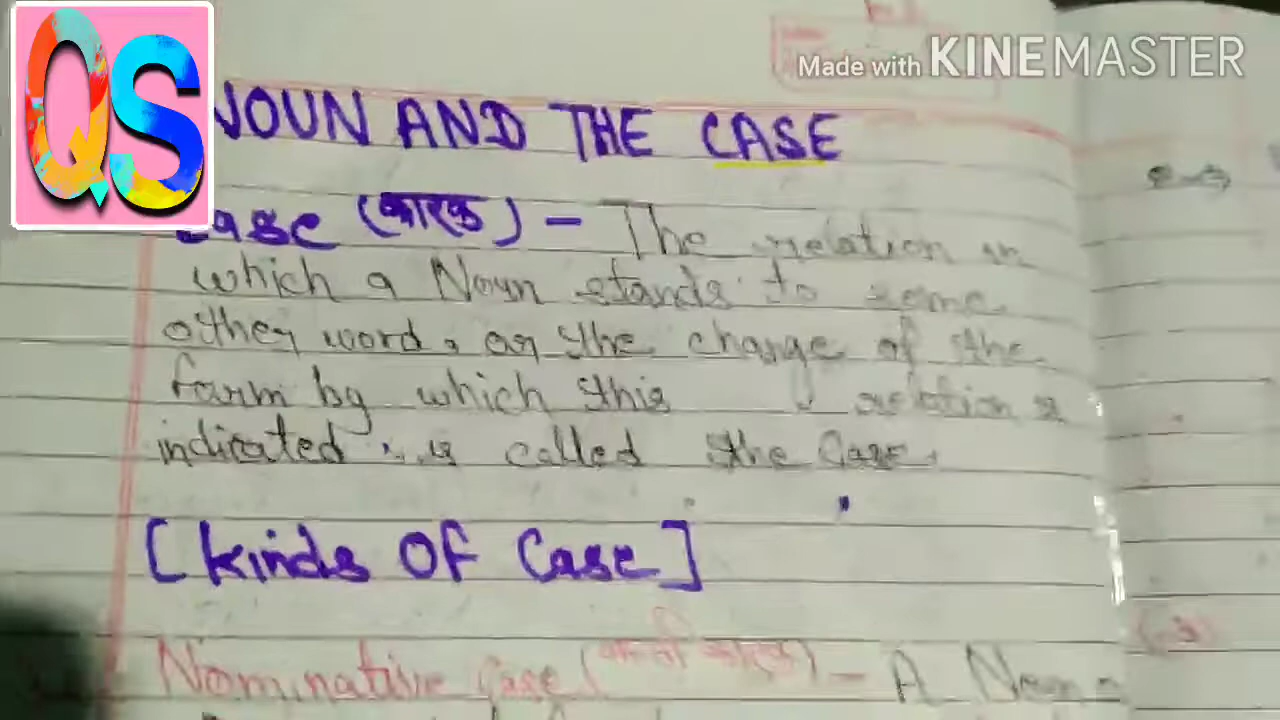 QS
Made with KINEMASTER
NOUN AND THE CASE
Case (कारक) - The relation in
which a Noun stands to some
other word, or the change of the
form by which this relation is
indicated, is called the Case.
[Kinds Of Case]
Nominative Case (कर्ता कारक) - A Noun